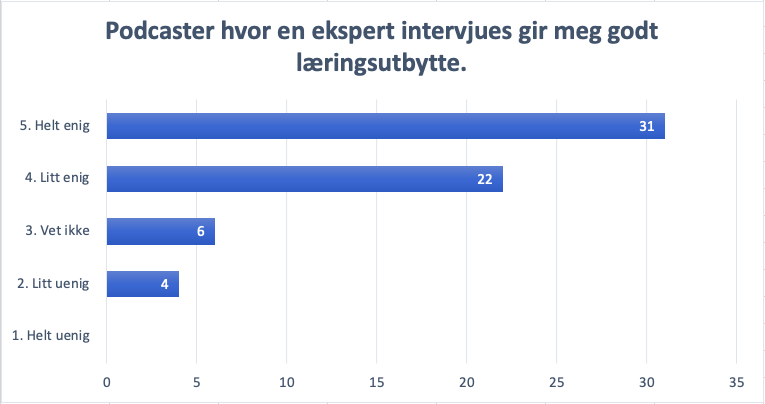 Podcaster hvor en ekspert intervjues gir meg godt
læringsutbytte.
5. Helt enig
31
4. Litt enig
22
3. Vet ikke
6
2. Litt uenig
4
1. Helt uenig
0 5 10 15 20 25 30 35